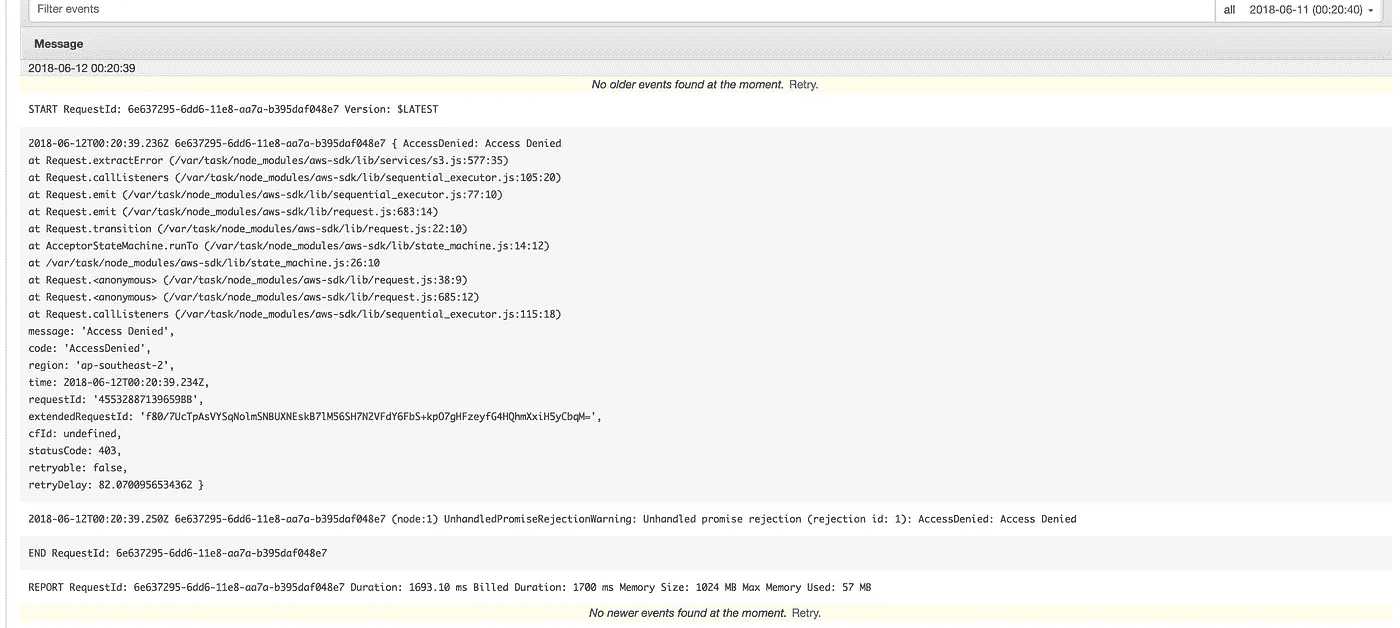 Filter events
all 2018-06-11 (00:20:40)
Message
2018-06-12 00:20:39
No older events found at the moment. Retry.
START RequestId: 6e637295-6dd6-11e8-aa7a-b395daf048e7 Version: $LATEST
2018-06-12T00:20:39.236Z 6e637295-6dd6-11e8-aa7a-b395daf048e7 { AccessDenied: Access Denied
at Request.extractError (/var/task/node_modules/aws-sdk/lib/services/s3.js:577:35)
at Request.callListeners (/var/task/node_modules/aws-sdk/lib/sequential_executor.js:105:20)
at Request.emit (/var/task/node_modules/aws-sdk/lib/sequential_executor.js:77:10)
at Request.emit (/var/task/node_modules/aws-sdk/lib/request.js:683:14)
at Request.transition (/var/task/node_modules/aws-sdk/lib/request.js:22:10)
at AcceptorStateMachine.runTo (/var/task/node_modules/aws-sdk/lib/state_machine.js:14:12)
at /var/task/node_modules/aws-sdk/lib/state_machine.js:26:10
at Request.<anonymous> (/var/task/node_modules/aws-sdk/lib/request.js:38:9)
at Request.<anonymous> (/var/task/node_modules/aws-sdk/lib/request.js:685:12)
at Request.callListeners (/var/task/node_modules/aws-sdk/lib/sequential_executor.js:115:18)
message: 'Access Denied',
code: 'AccessDenied',
region: 'ap-southeast-2',
time: 2018-06-12T00:20:39.234Z,
requestId: '45532887139659BB',
extendedRequestId: 'f80/7UcTpAsVYSqNolmSNBUXNEskB7lM56SH7N2VFdY6FbS+kpO7gHFzeyfG4HQhmXxiH5yCbqM=',
cfId: undefined,
statusCode: 403,
retryable: false,
retryDelay: 82.0700956534362 }
2018-06-12T00:20:39.250Z 6e637295-6dd6-11e8-aa7a-b395daf048e7 (node:1) UnhandledPromiseRejectionWarning: Unhandled promise rejection (rejection id: 1): AccessDenied: Access Denied
END RequestId: 6e637295-6dd6-11e8-aa7a-b395daf048e7
REPORT RequestId: 6e637295-6dd6-11e8-aa7a-b395daf048e7 Duration: 1693.10 ms Billed Duration: 1700 ms Memory Size: 1024 MB Max Memory Used: 57 MB
No newer events found at the moment. Retry.